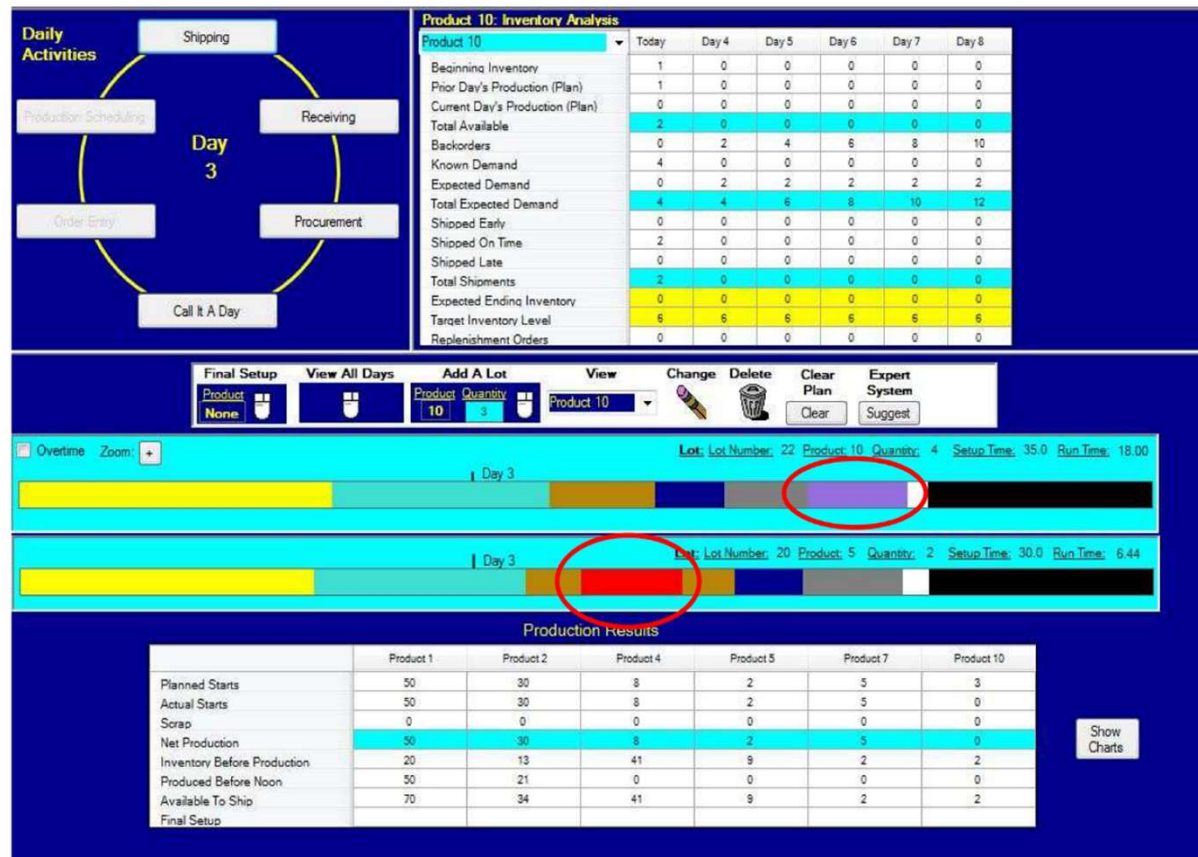 Daily Activities
Shipping
Production Scheduling
Receiving
Day 3
Order Entry
Procurement
Call It A Day
Product 10: Inventory Analysis
Product 10 Today Day 4 Day 5 Day 6 Day 7 Day 8
Beginning Inventory 1 0 0 0 0 0
Prior Day's Production (Plan) 1 0 0 0 0 0
Current Day's Production (Plan) 0 0 0 0 0 0
Total Available 2 0 0 0 0 0
Backorders 0 2 4 6 8 10
Known Demand 4 0 0 0 0 0
Expected Demand 0 2 2 2 2 2
Total Expected Demand 4 4 6 8 10 12
Shipped Early 0 0 0 0 0 0
Shipped On Time 2 0 0 0 0 0
Shipped Late 0 0 0 0 0 0
Total Shipments 2 0 0 0 0 0
Expected Ending Inventory 0 0 0 0 0 0
Target Inventory Level 6 6 6 6 6 6
Replenishment Orders 0 0 0 0 0 0
Final Setup View All Days Add A Lot View Change Delete Clear Plan Expert System
Product None Product 10 Quantity 3 Product 10 Clear Suggest
Overtime Zoom: + Lot: Lot Number: 22 Product: 10 Quantity: 4 Setup Time: 35.0 Run Time: 18.00
Day 3
Lot: Lot Number: 20 Product: 5 Quantity: 2 Setup Time: 30.0 Run Time: 6.44
Day 3
Production Results
Product 1 Product 2 Product 4 Product 5 Product 7 Product 10
Planned Starts 50 30 8 2 5 3
Actual Starts 50 30 8 2 5 0
Scrap 0 0 0 0 0 0
Net Production 50 30 8 2 5 0
Inventory Before Production 20 13 41 9 2 2
Produced Before Noon 50 21 0 0 0 0
Available To Ship 70 34 41 9 2 2
Final Setup
Show Charts